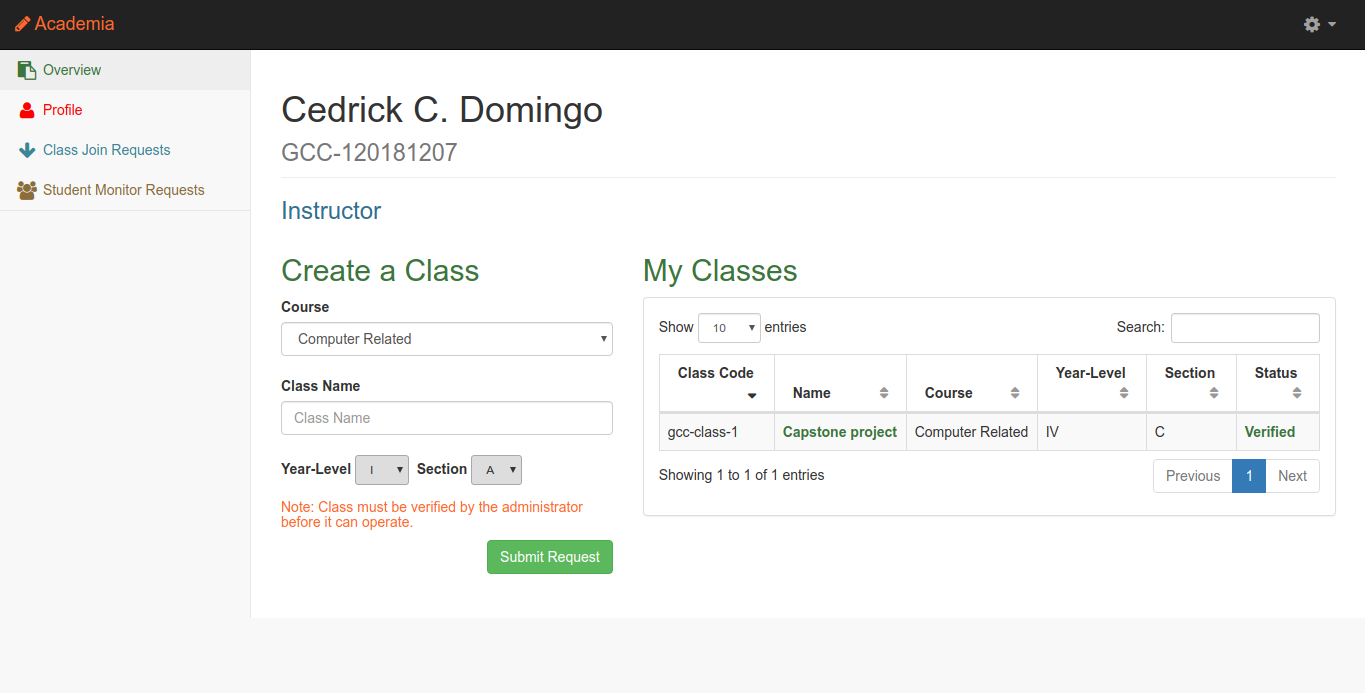 Academia
Overview
Profile
Class Join Requests
Student Monitor Requests
Cedrick C. Domingo
GCC-120181207
Instructor
Create a Class
Course
Computer Related
Class Name
Class Name
Year-Level I Section A
Note: Class must be verified by the administrator
before it can operate.
Submit Request
My Classes
Show 10 entries Search:
Class Code Name Course Year-Level Section Status
gcc-class-1 Capstone project Computer Related IV C Verified
Showing 1 to 1 of 1 entries Previous 1 Next